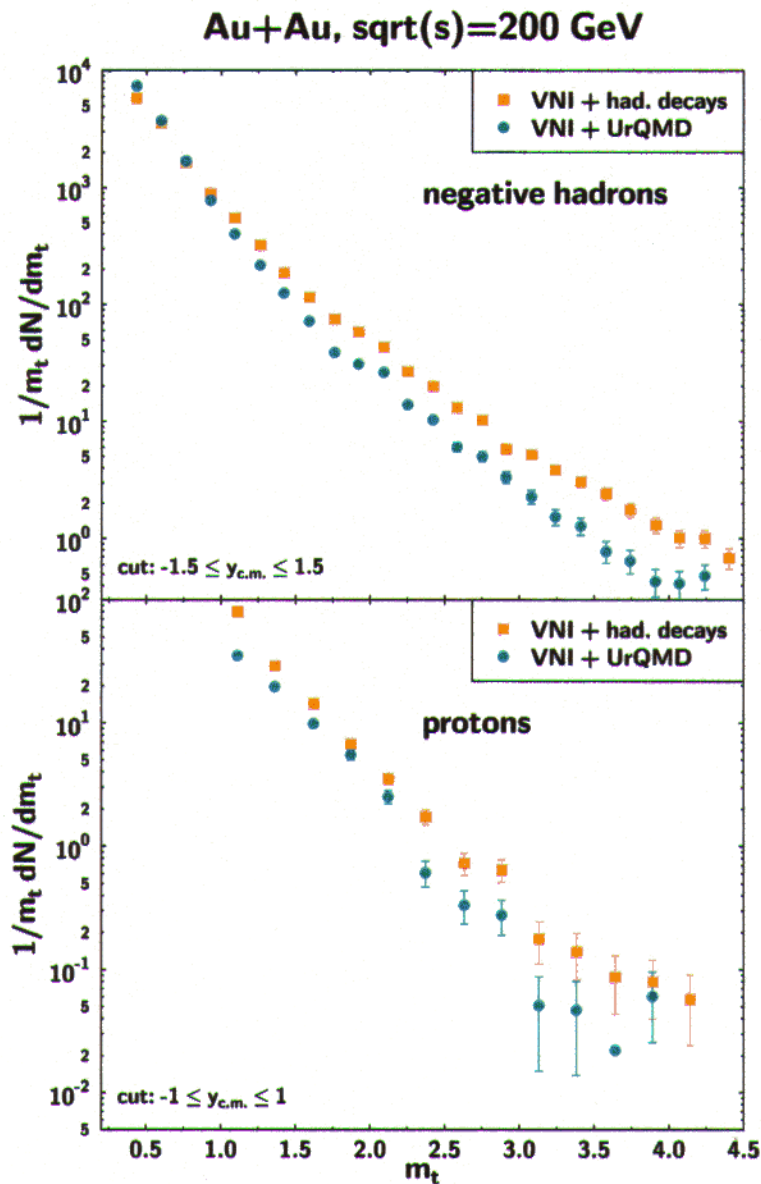 Au+Au, sqrt(s)=200 GeV
10^4
5
2
10^3
5
2
10^2
5
2
10^1
5
2
10^0
5
1/m_t dN/dm_t
VNI + had. decays
VNI + UrQMD
negative hadrons
cut: -1.5 ≤ y_c.m. ≤ 1.5
2
10^2
5
2
10^1
5
2
10^0
5
2
10^-1
5
2
10^-2
5
1/m_t dN/dm_t
VNI + had. decays
VNI + UrQMD
protons
cut: -1 ≤ y_c.m. ≤ 1
0.5 1.0 1.5 2.0 2.5 3.0 3.5 4.0 4.5
m_t